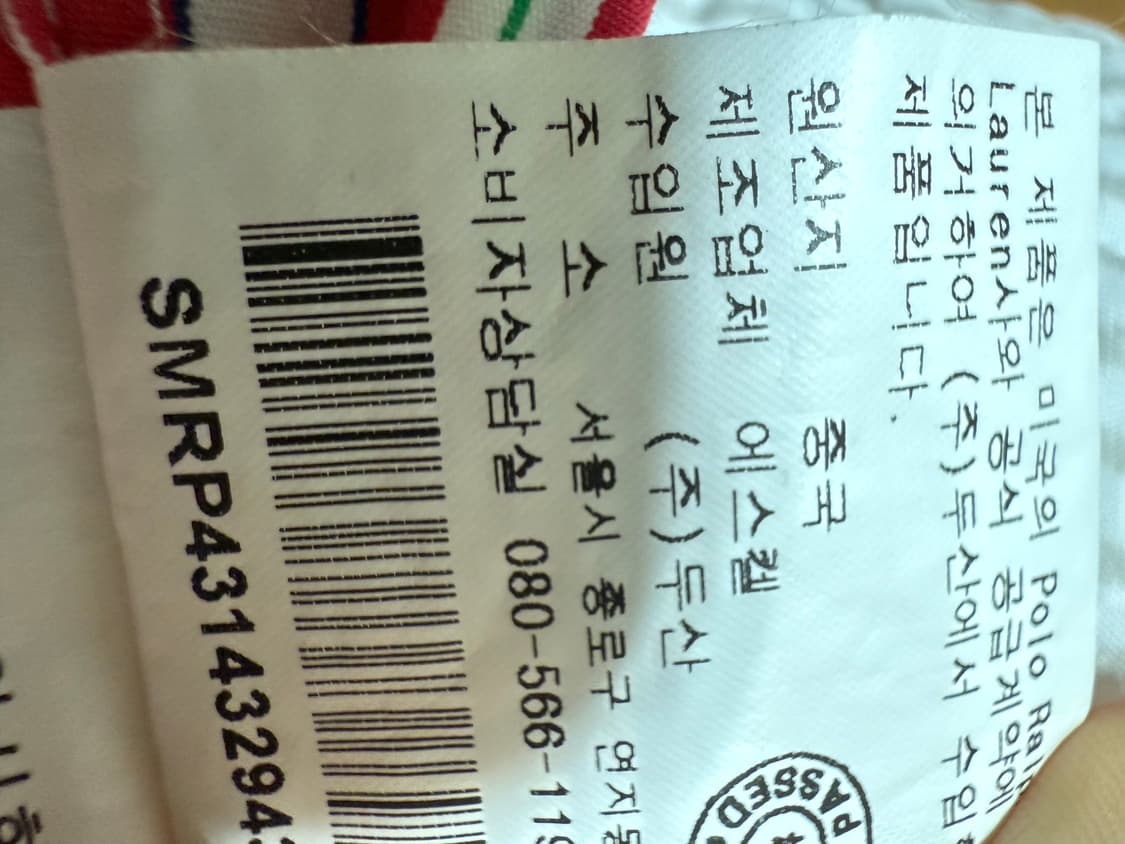 본 제품은 미국의 Polo
Lauren사와 공식 공급계약에
의거하여 (주)두산에서
제품입니다.
원산지 중국
제조업체 에스켈
수입원 (주)두산
주 소 서울시 종로구
소비자상담실 080-566-
SMRP4314329
PASSED